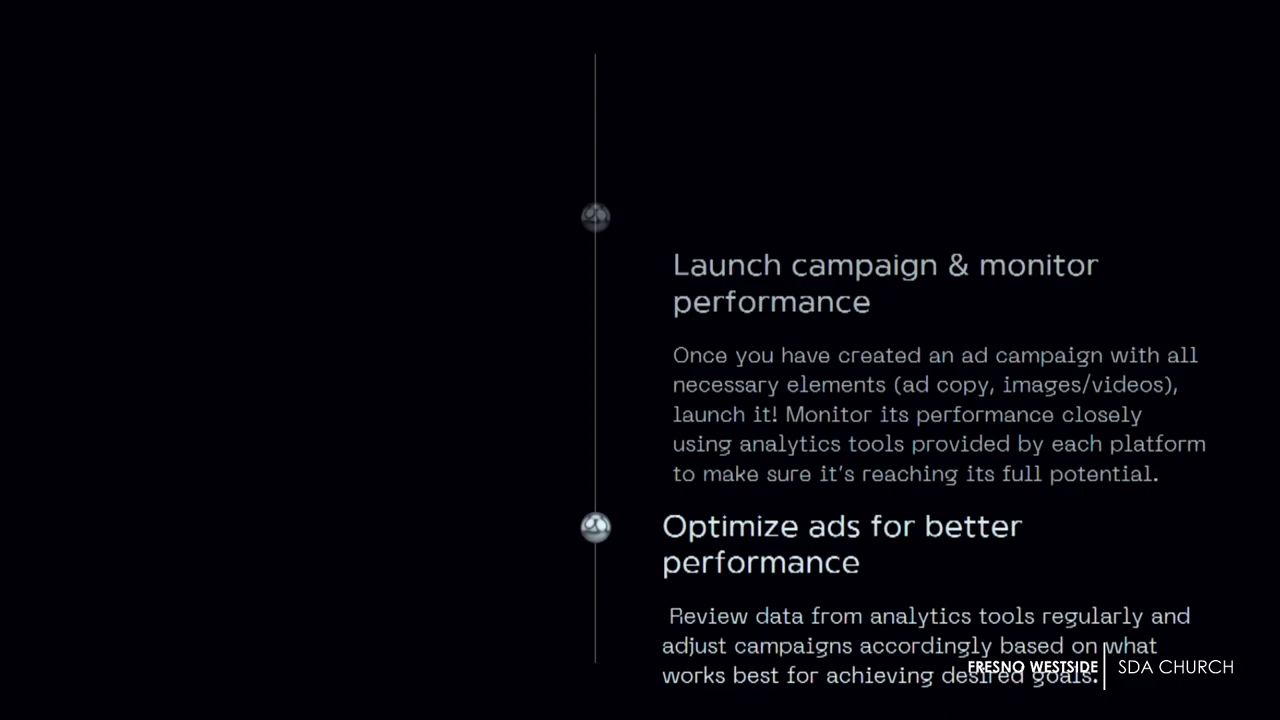 Launch campaign & monitor
performance
Once you have created an ad campaign with all
necessary elements (ad copy, images/videos),
launch it! Monitor its performance closely
using analytics tools provided by each platform
to make sure it's reaching its full potential.
Optimize ads for better
performance
Review data from analytics tools regularly and
adjust campaigns accordingly based on what
works best for achieving desired goals.
FRESNO WESTSIDE | SDA CHURCH